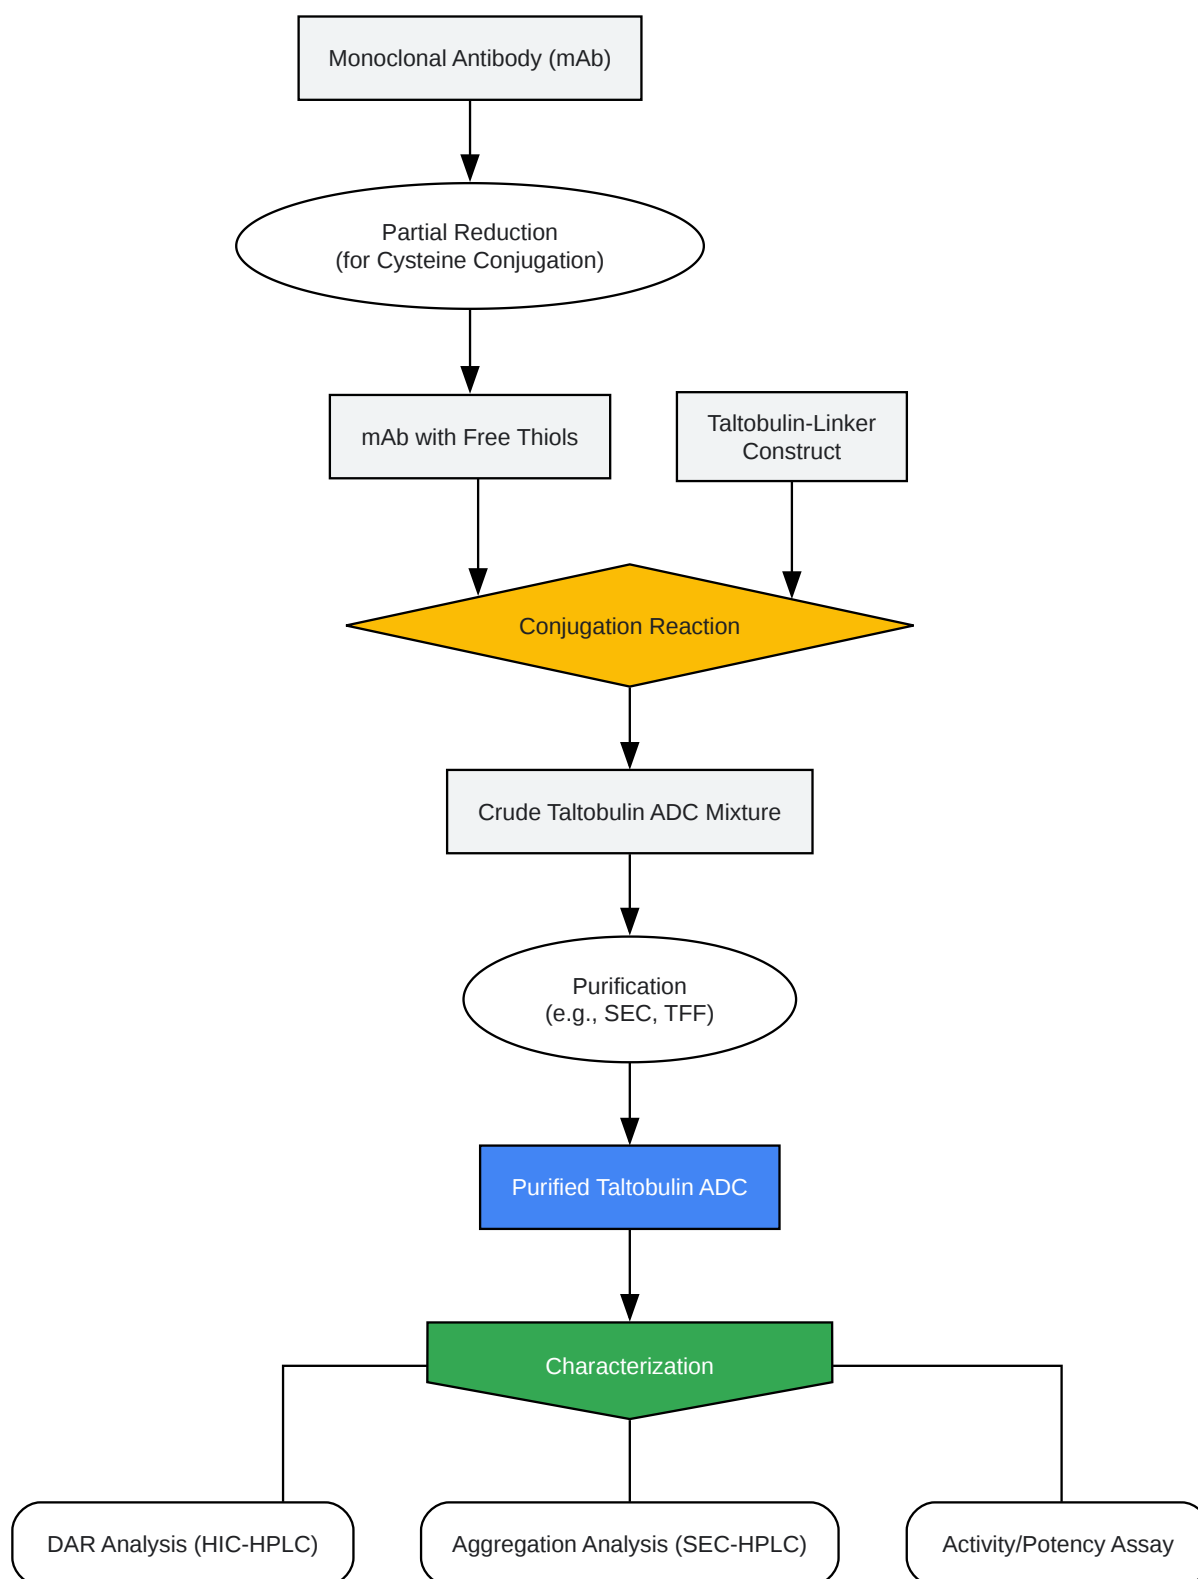 Monoclonal Antibody (mAb)
Partial Reduction
(for Cysteine Conjugation)
mAb with Free Thiols
Taltobulin-Linker
Construct
Conjugation Reaction
Crude Taltobulin ADC Mixture
Purification
(e.g., SEC, TFF)
Purified Taltobulin ADC
Characterization
DAR Analysis (HIC-HPLC)
Aggregation Analysis (SEC-HPLC)
Activity/Potency Assay